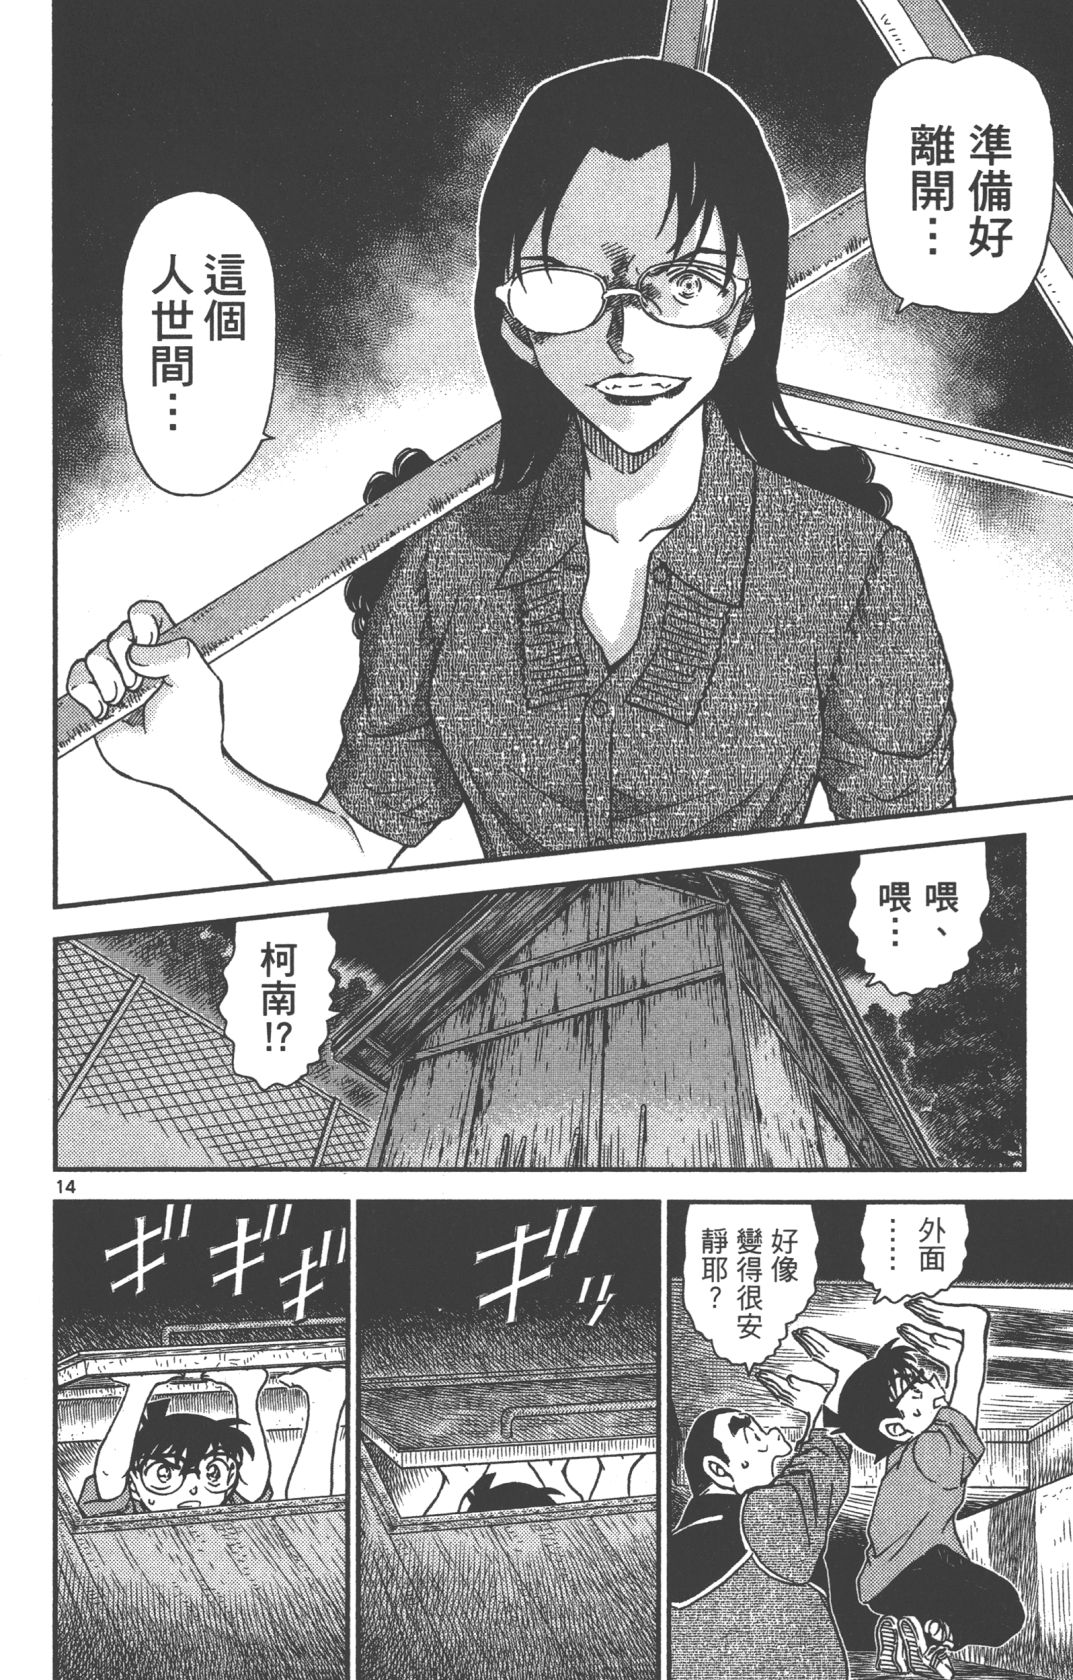 準備好
離開…
這個
人世間…
喂、
喂…
柯南!?
14
外面
……
好像
變得很安
靜耶？
ギッ
ギギギ